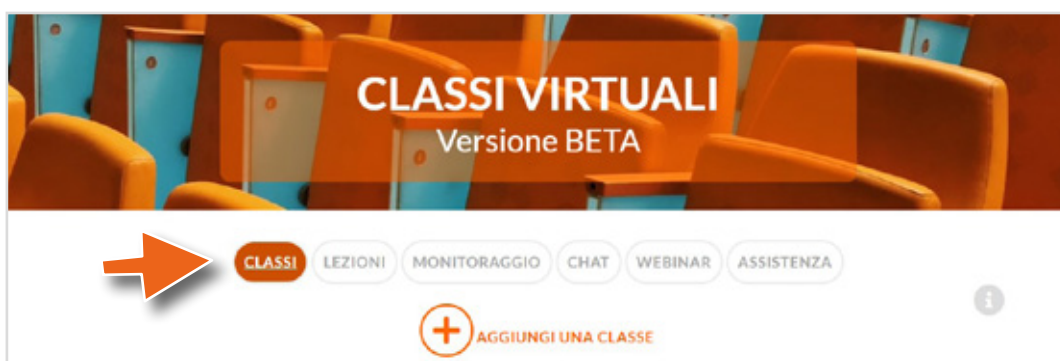 CLASSI VIRTUALI
Versione BETA
CLASSI LEZIONI MONITORAGGIO CHAT WEBINAR ASSISTENZA
AGGIUNGI UNA CLASSE